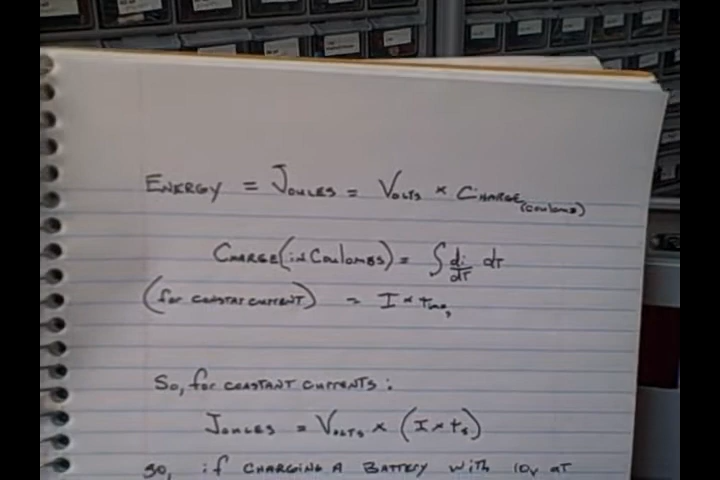 ENERGY = JOULES = VOLTS × CHARGE (COULOMBS)
CHARGE (in COULOMBS) = ∫ di/dT dT
(for CONSTANT CURRENT) = I × time,
So, for CONSTANT CURRENTS:
JOULES = VOLTS × (I × ts)
SO, if CHARGING A BATTERY WITH 10V AT